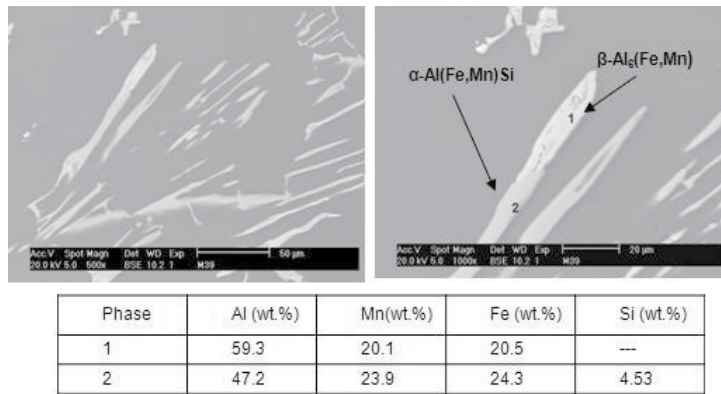 β-Al₆(Fe,Mn)
α-Al(Fe,Mn)Si
1
2
Acc.V Spot Magn Det WD Exp 50 μm
20.0 kV 5.0 500x BSE 10.2 1 M39
Acc.V Spot Magn Det WD Exp 20 μm
20.0 kV 5.0 1000x BSE 10.2 1 M39
Phase Al (wt.%) Mn(wt.%) Fe (wt.%) Si (wt.%)
1 59.3 20.1 20.5 ---
2 47.2 23.9 24.3 4.53